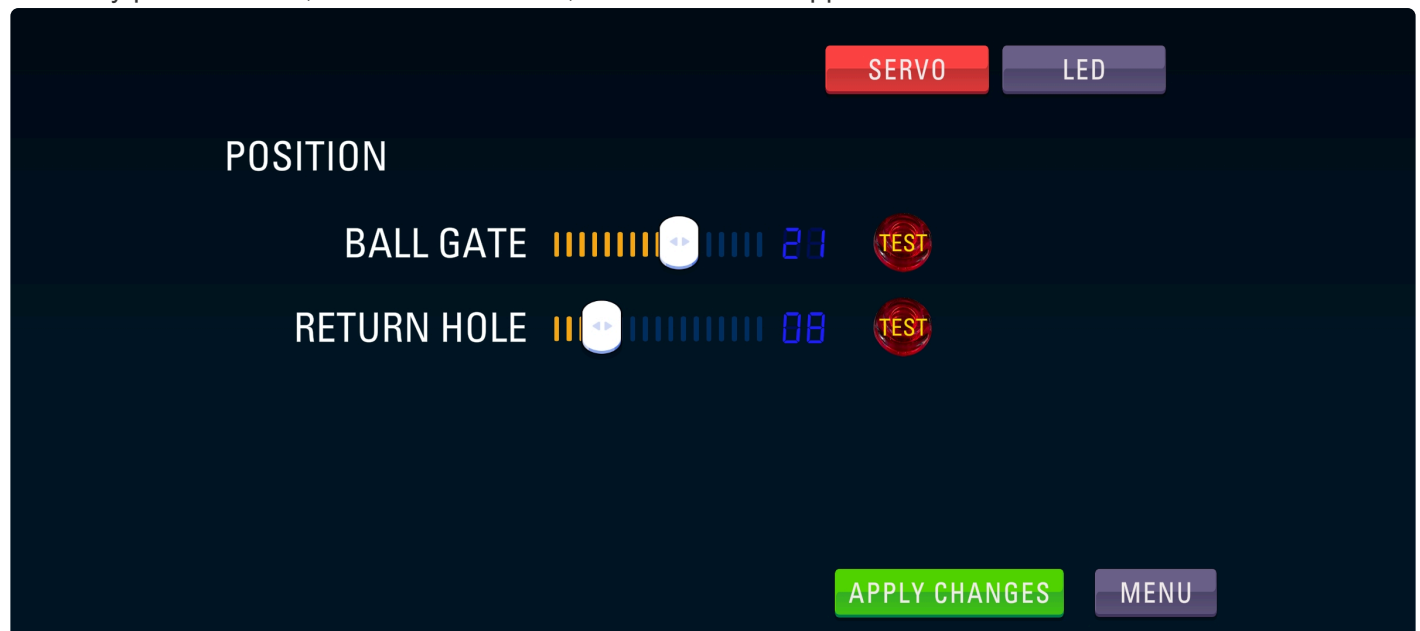 SERVO LED
POSITION
BALL GATE 21 TEST
RETURN HOLE 08 TEST
APPLY CHANGES MENU